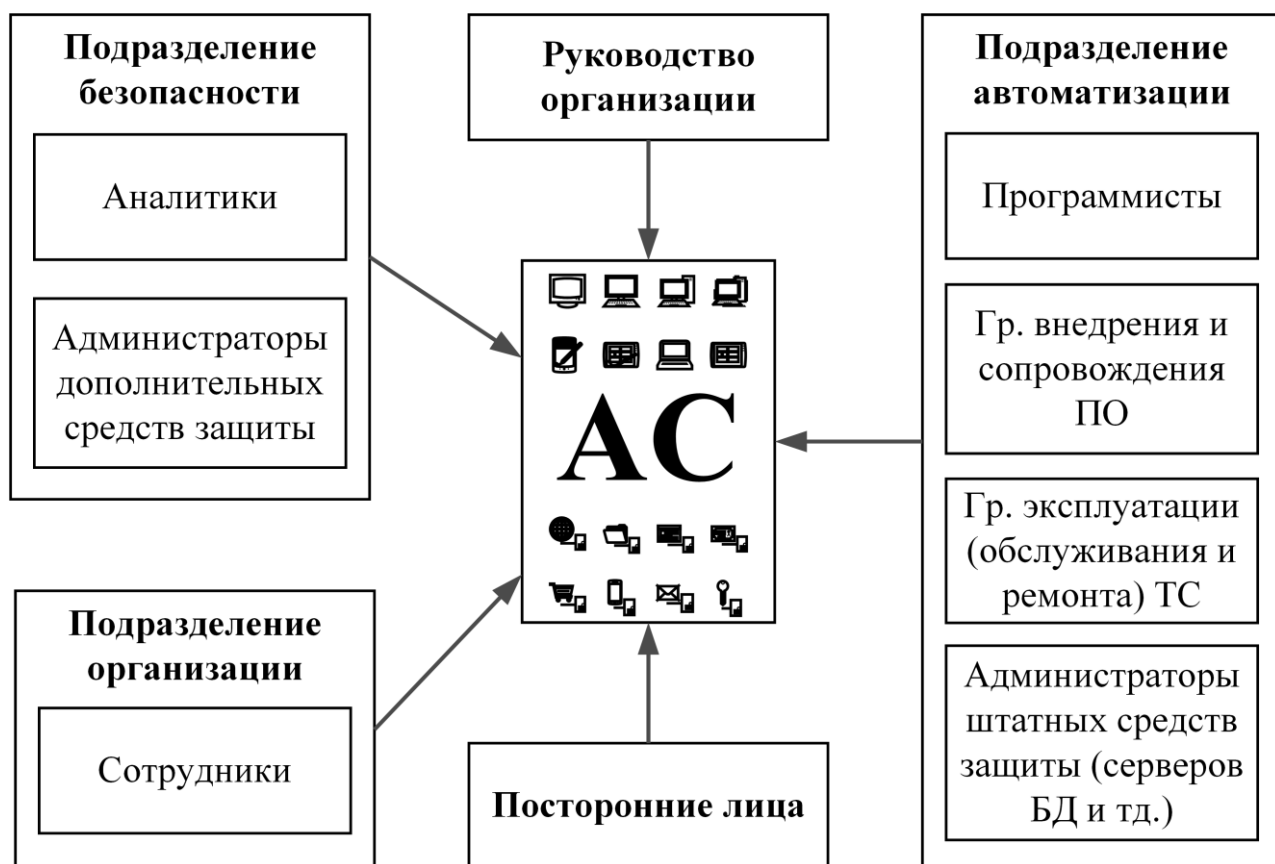 Подразделение
безопасности
Аналитики
Администраторы
дополнительных
средств защиты
Руководство
организации
Подразделение
автоматизации
Программисты
Гр. внедрения и
сопровождения
ПО
Гр. эксплуатации
(обслуживания и
ремонта) ТС
Администраторы
штатных средств
защиты (серверов
БД и тд.)
АС
Подразделение
организации
Сотрудники
Посторонние лица